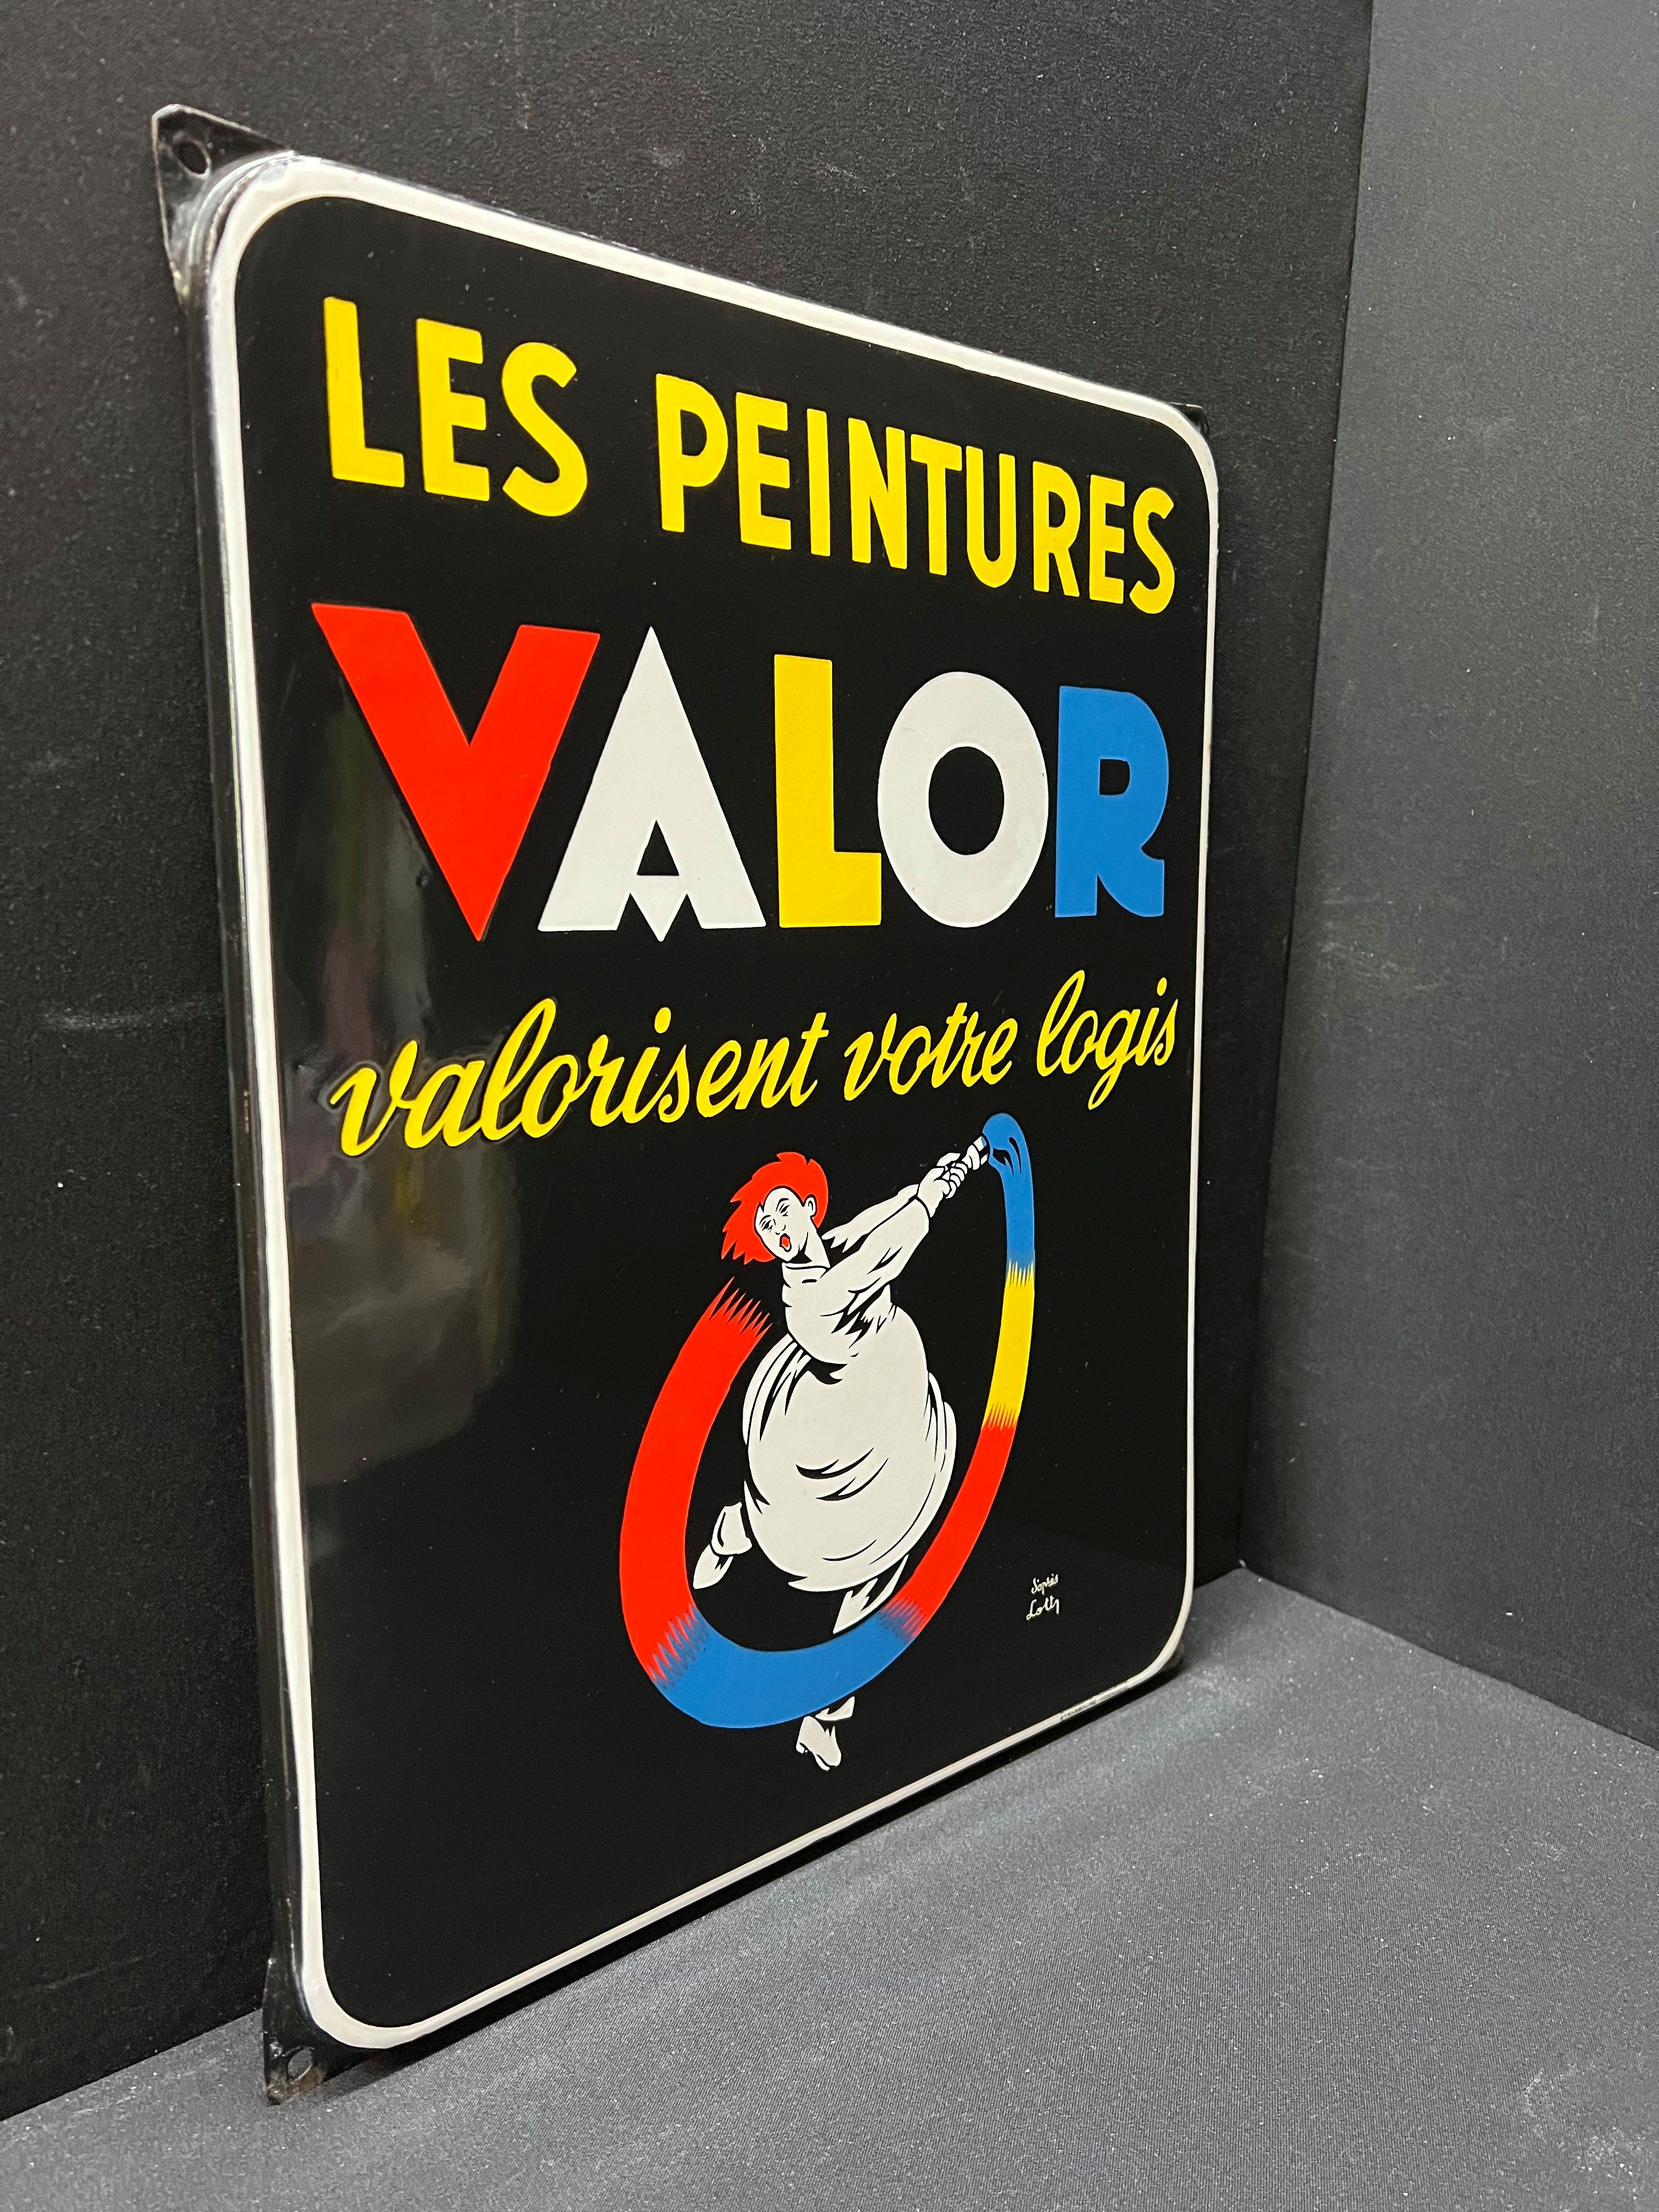 LES PEINTURES
VALOR
valorisent votre logis